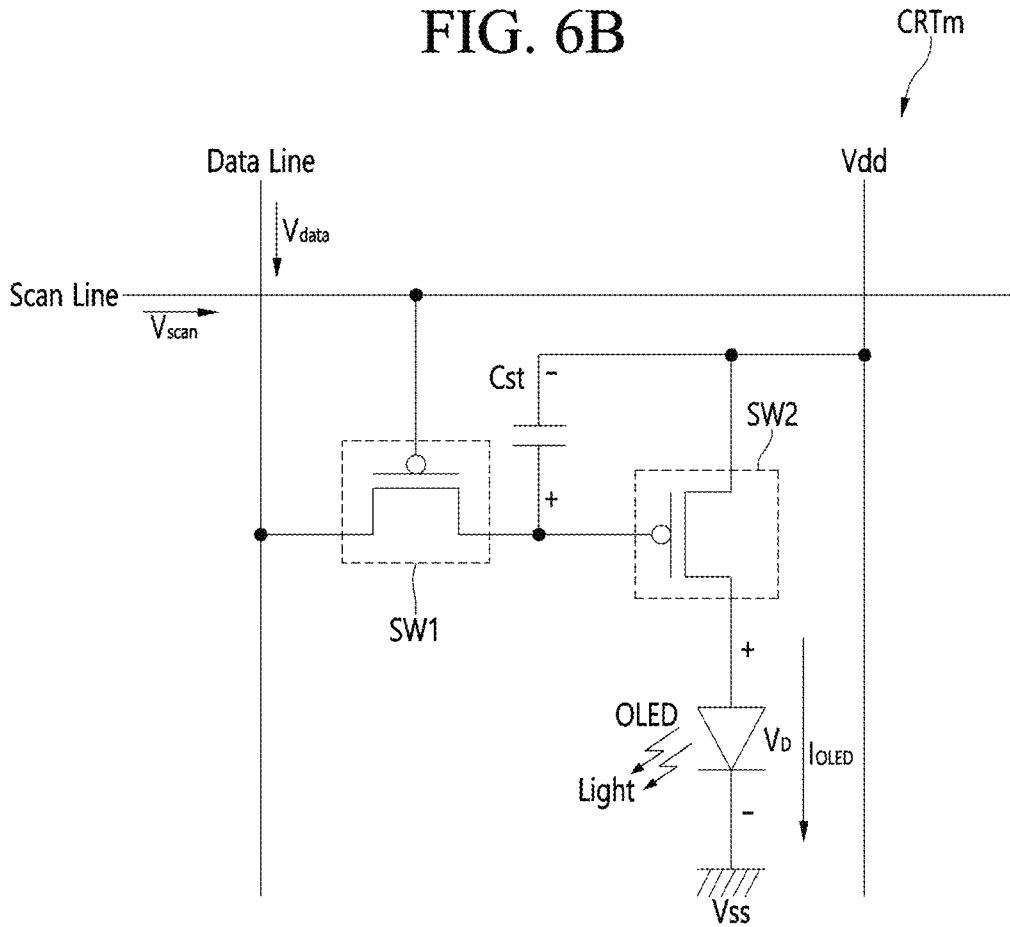 FIG. 6B
CRTm
Data Line
Vdd
Vdata
Scan Line
Vscan
Cst
-
SW2
+
SW1
+
OLED
VD
IOLED
Light
-
Vss